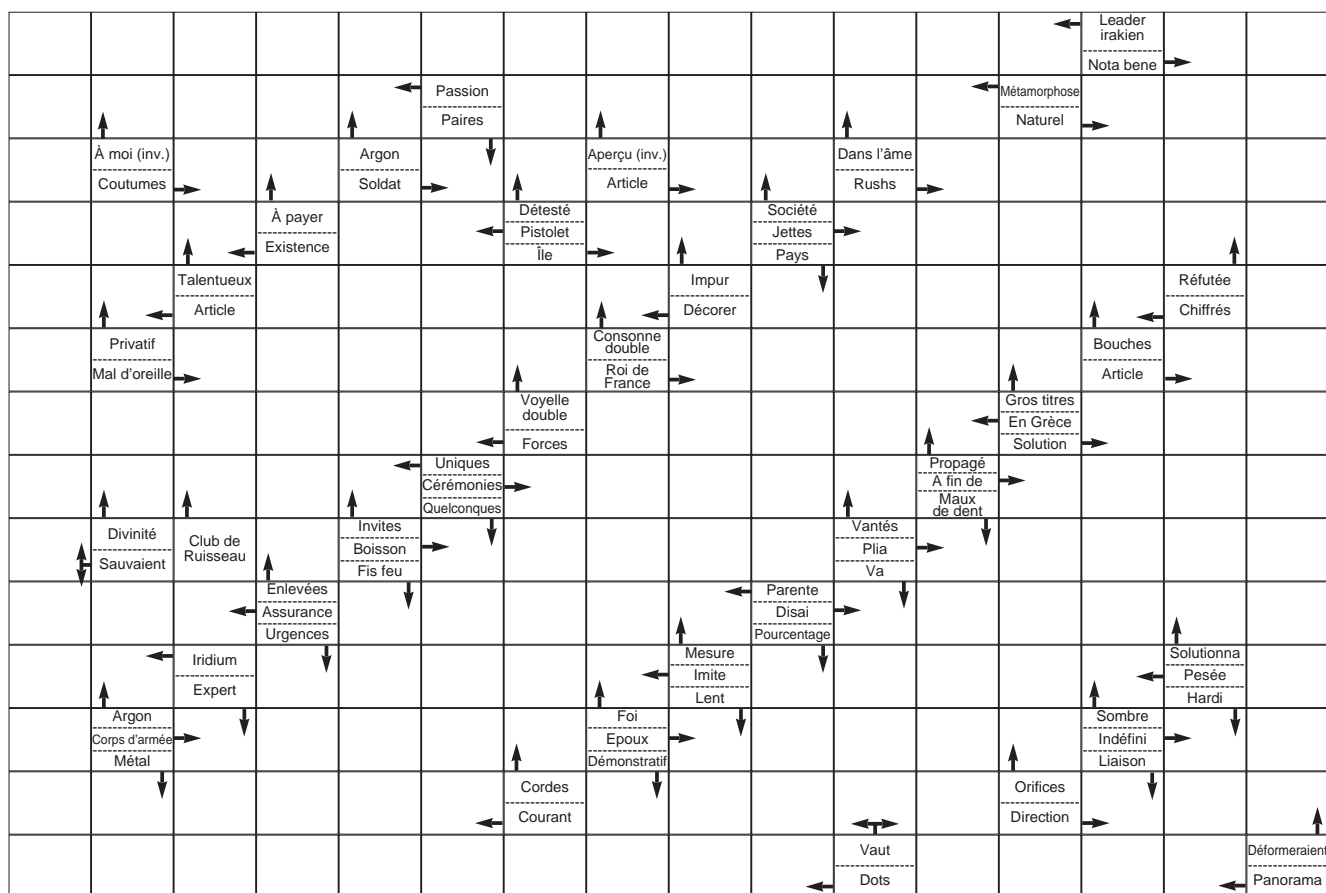 Leader
irakien
Nota bene
Passion
Paires
Métamorphose
Naturel
À moi (inv.)
Coutumes
Argon
Soldat
Aperçu (inv.)
Article
Dans l'âme
Rushs
À payer
Existence
Détesté
Pistolet
Île
Société
Jettes
Pays
Talentueux
Article
Impur
Décorer
Réfutée
Chiffrés
Privatif
Mal d'oreille
Consonne
double
Roi de
France
Bouches
Article
Voyelle
double
Forces
Gros titres
En Grèce
Solution
Uniques
Cérémonies
Quelconques
Propagé
A fin de
Maux
de dent
Divinité
Sauvaient
Club de
Ruisseau
Invites
Boisson
Fis feu
Vantés
Plia
Va
Enlevées
Assurance
Urgences
Parente
Disai
Pourcentage
Iridium
Expert
Mesure
Imite
Lent
Solutionna
Pesée
Hardi
Argon
Corps d'armée
Métal
Foi
Epoux
Démonstratif
Sombre
Indéfini
Liaison
Cordes
Courant
Orifices
Direction
Vaut
Dots
Déformeraient
Panorama